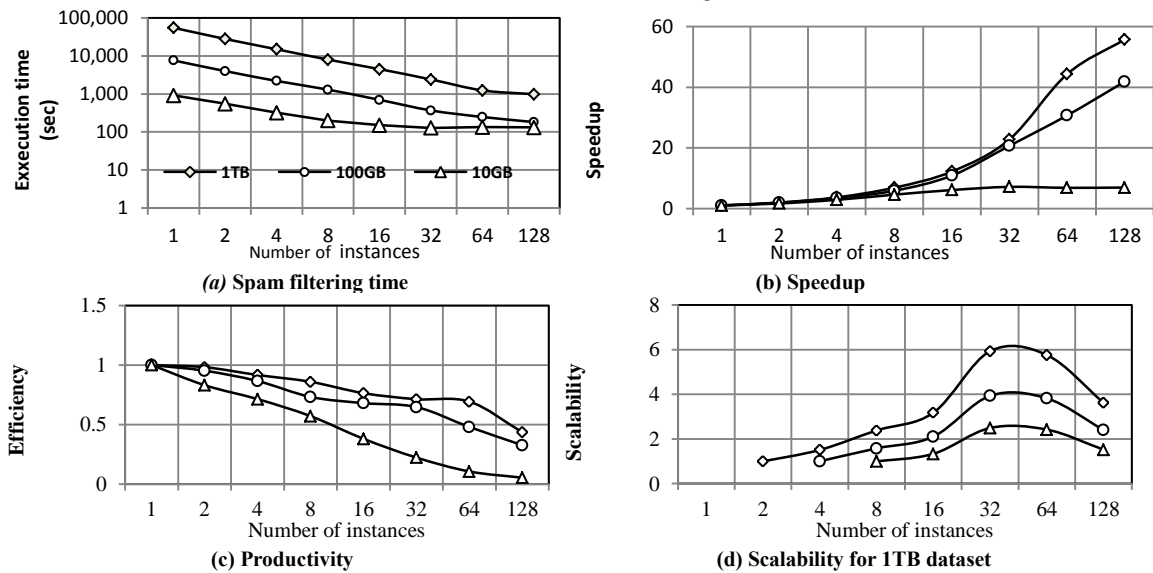 100,000
10,000
1,000
100
10
1
Exxecution time
(sec)
1TB 100GB 10GB
1 2 4 8 16 32 64 128
Number of instances
(a) Spam filtering time
60
40
20
0
Speedup
1 2 4 8 16 32 64 128
Number of instances
(b) Speedup
1.5
1
0.5
0
Efficiency
1 2 4 8 16 32 64 128
Number of instances
(c) Productivity
8
6
4
2
0
Scalability
1 2 4 8 16 32 64 128
Number of instances
(d) Scalability for 1TB dataset